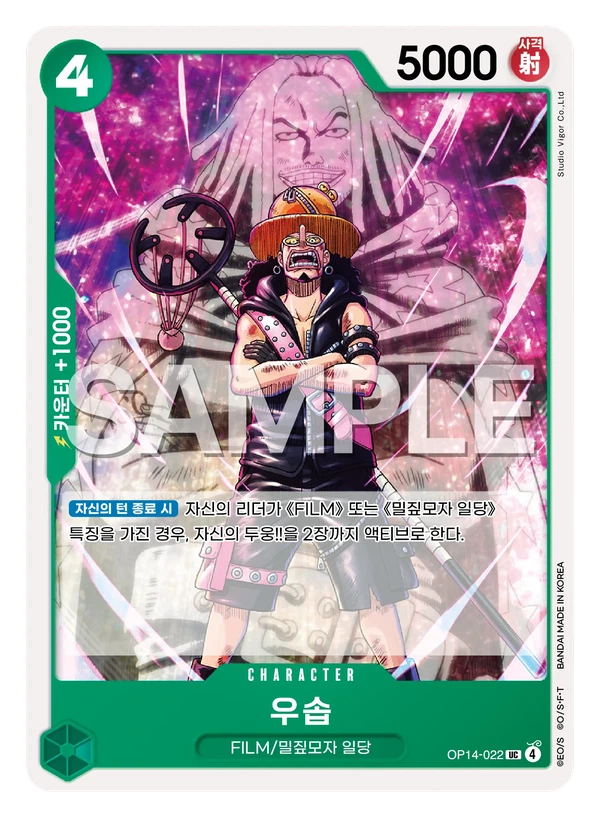 4
5000
사격
射
Studio Vigor Co.,Ltd
카운터 +1000
SAMPLE
자신의 턴 종료 시 자신의 리더가 《FILM》 또는 《밀짚모자 일당》
특징을 가진 경우, 자신의 두웅!!을 2장까지 액티브로 한다.
CHARACTER
우솝
FILM/밀짚모자 일당
OP14-022 UC 4
©EO/S ©O/S·F·T BANDAI MADE IN KOREA